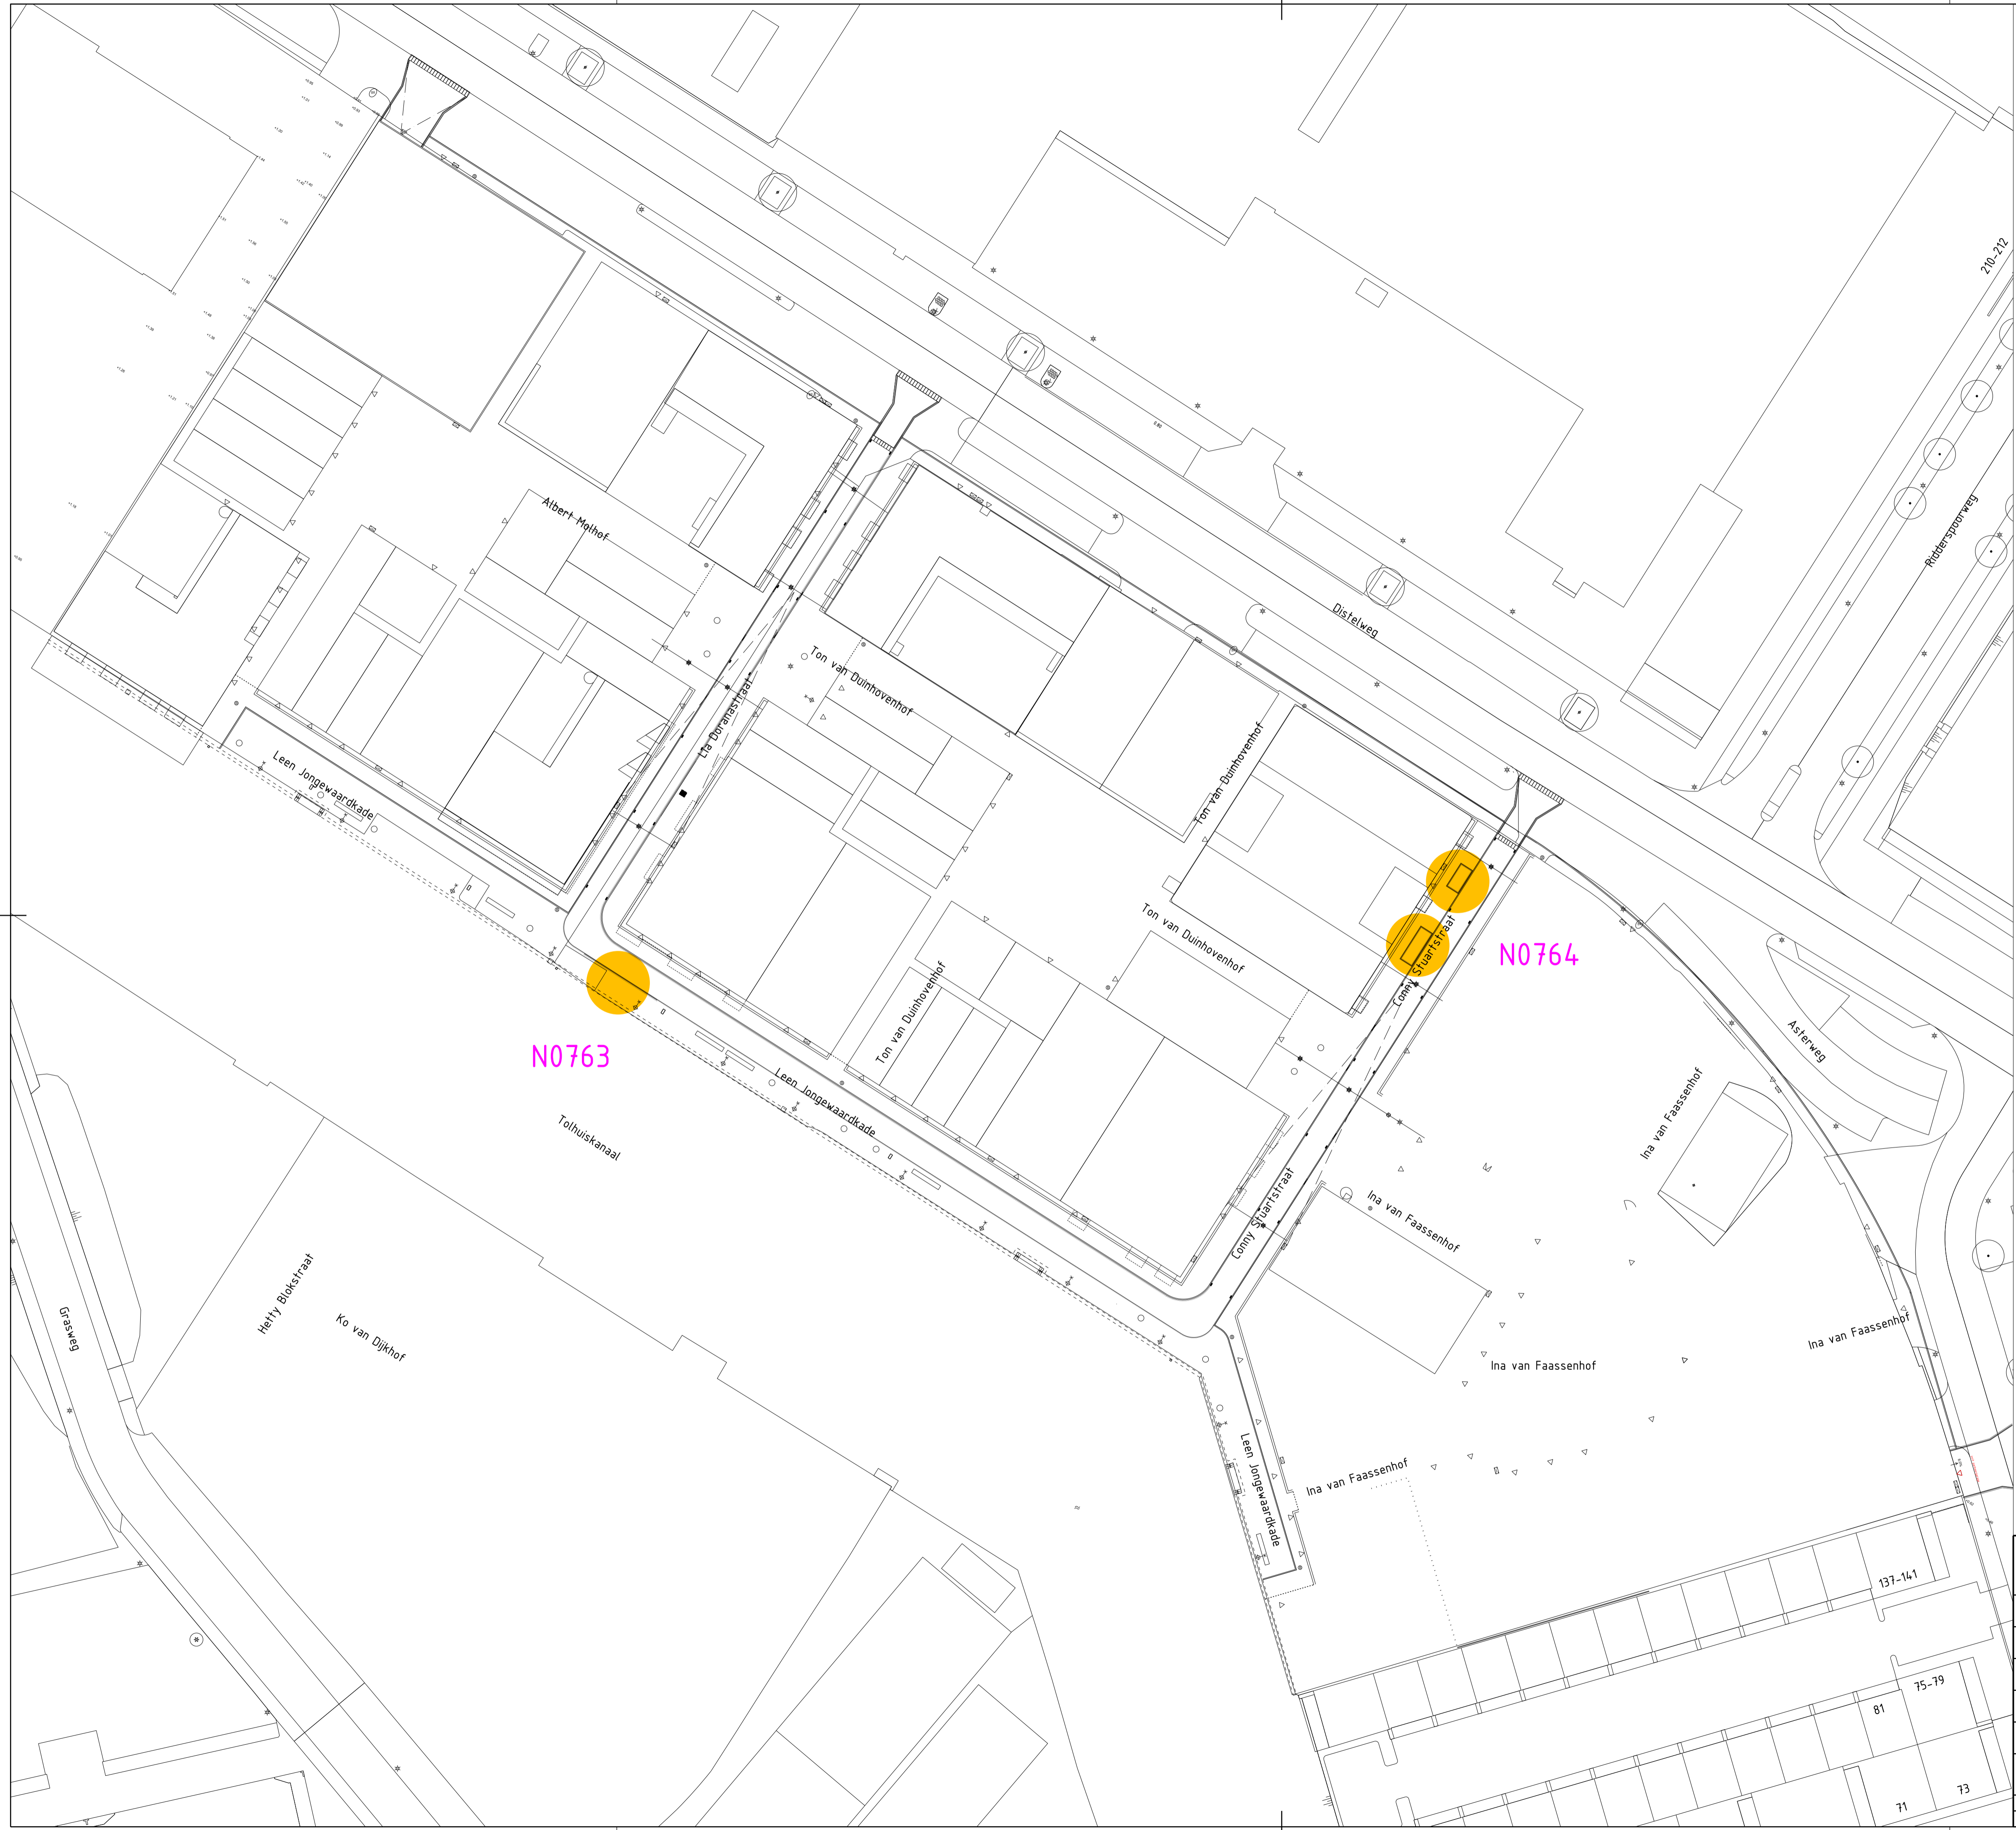 210-212
Ridderspoorweg
Albert Molhof
Distelweg
Ton van Duinhovenhof
Lia Doranastraat
Ton van Duinhovenhof
Leen Jongewaardkade
Ton van Duinhovenhof
Conny Stuartstraat
N0764
Ton van Duinhovenhof
N0763
Asterweg
Leen Jongewaardkade
Tolhuiskanaal
Ina van Faassenhof
Conny Stuartstraat
Ina van Faassenhof
Hetty Blokstraat
Grasweg
Ko van Dijkhof
Ina van Faassenhof
Ina van Faassenhof
Leen Jongewaardkade
Ina van Faassenhof
137-141
75-79
81
73
71